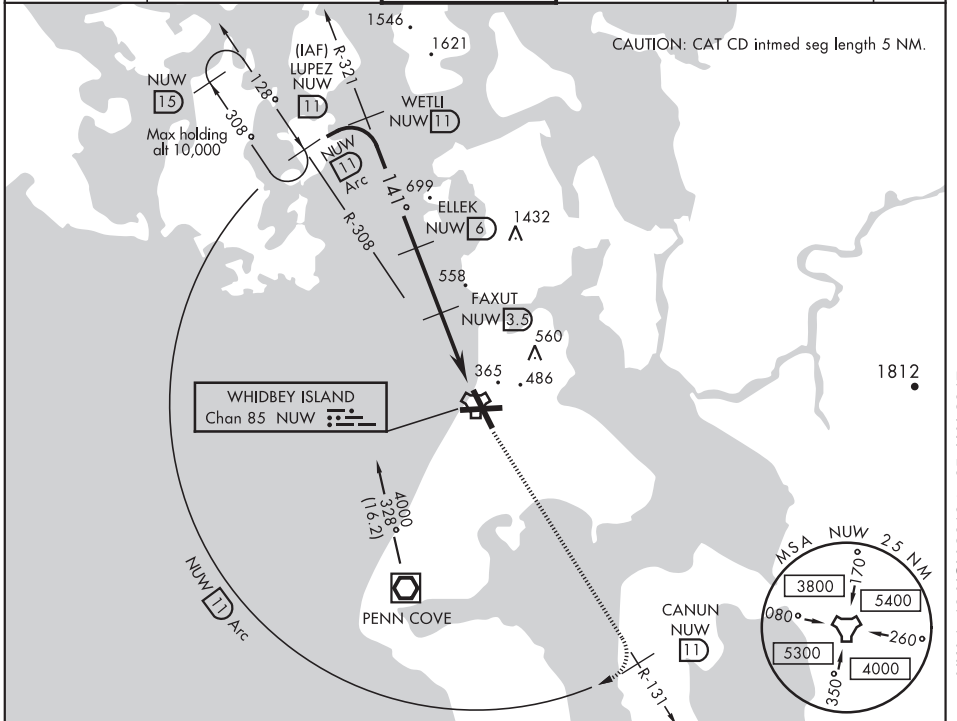 1546
1621
CAUTION: CAT CD intmed seg length 5 NM.
(IAF)
LUPEZ
NUW
11
R-321
NUW
15
128°
308°
Max holding
alt 10,000
WETLI
NUW 11
NUW
11
Arc
141°
699
ELLEK
NUW 6
1432
R-308
558
FAXUT
NUW 3.5
560
365
486
1812
WHIDBEY ISLAND
Chan 85 NUW
4000
328°
(16.2)
PENN COVE
NUW 11 Arc
CANUN
NUW
11
R-131
MSA NUW 25 NM
170°
3800
5400
080°
260°
5300
4000
350°